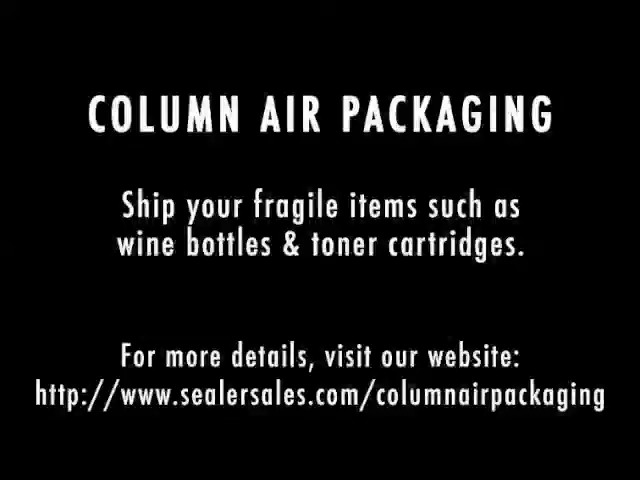 COLUMN AIR PACKAGING
Ship your fragile items such as
wine bottles & toner cartridges.
For more details, visit our website:
http://www.sealersales.com/columnairpackaging